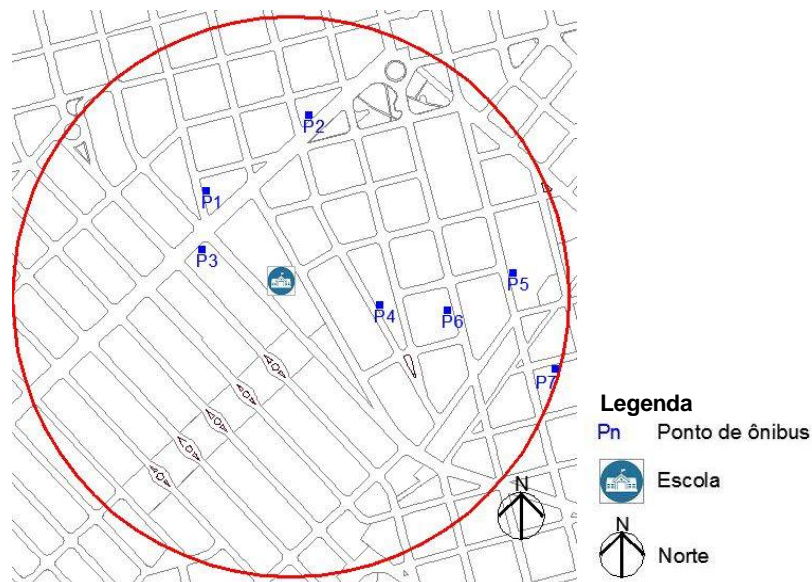 P2
P1
P3
P5
P4
P6
P7
N
Legenda
Pn Ponto de ônibus
Escola
N
Norte